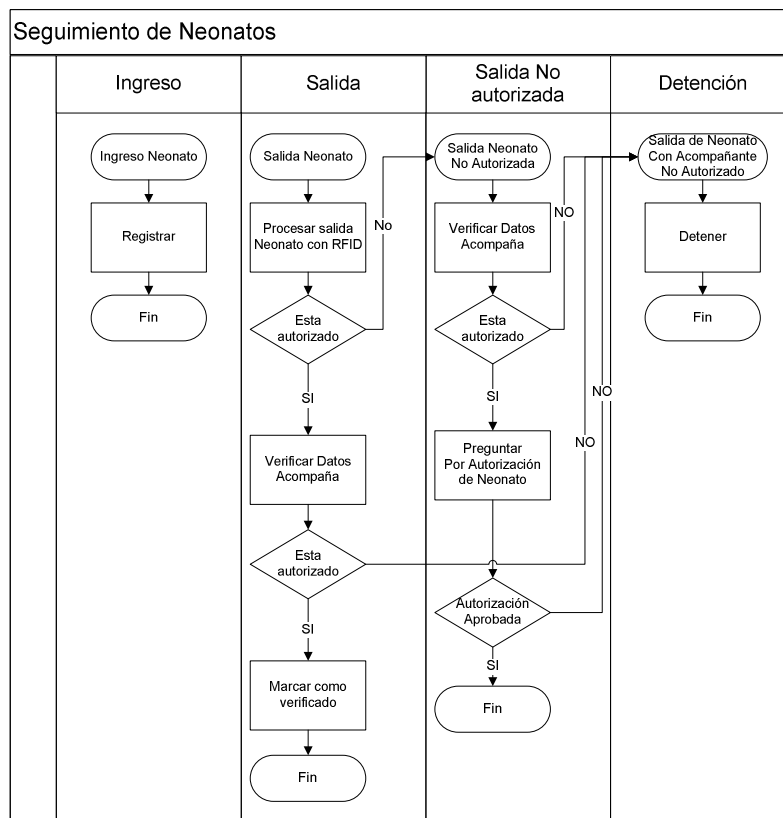 Seguimiento de Neonatos
Ingreso
Salida
Salida No
autorizada
Detención
Ingreso Neonato
Registrar
Fin
Salida Neonato
Procesar salida
Neonato con RFID
No
Esta
autorizado
SI
Verificar Datos
Acompaña
Esta
autorizado
NO
SI
Marcar como
verificado
Fin
Salida Neonato
No Autorizada
Verificar Datos
Acompaña
NO
Esta
autorizado
SI
Preguntar
Por Autorización
de Neonato
Autorización
Aprobada
NO
SI
Fin
Salida de Neonato
Con Acompañante
No Autorizado
Detener
Fin